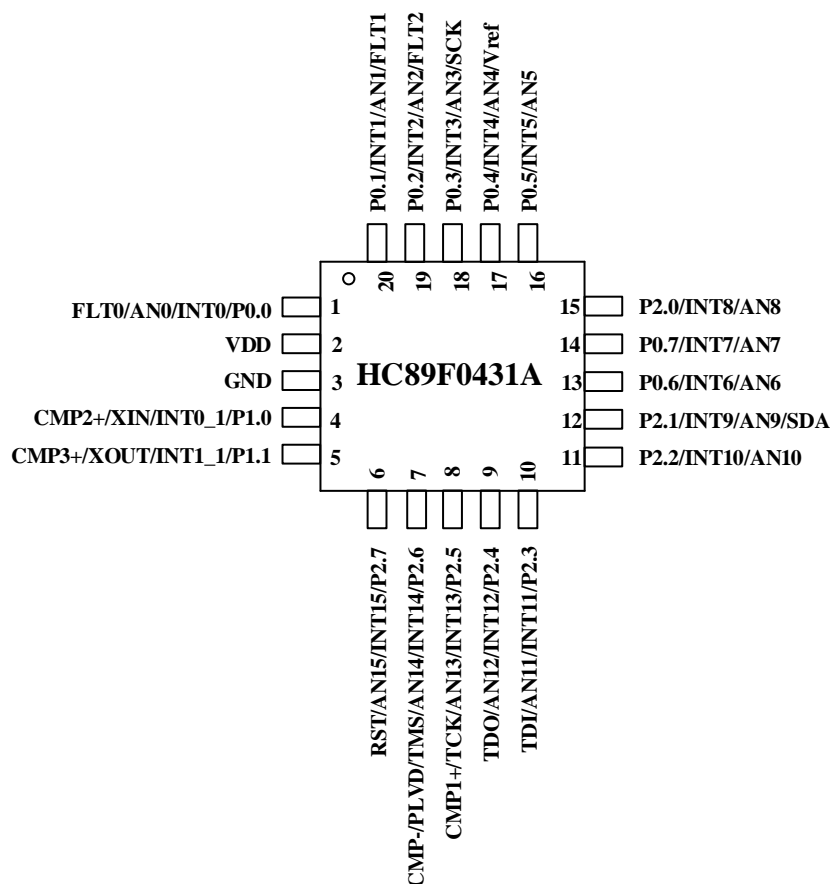 P0.1/INT1/AN1/FLT1
P0.2/INT2/AN2/FLT2
P0.3/INT3/AN3/SCK
P0.4/INT4/AN4/Vref
P0.5/INT5/AN5
20
19
18
17
16
FLT0/AN0/INT0/P0.0
1
VDD
2
GND
3
CMP2+/XIN/INT0_1/P1.0
4
CMP3+/XOUT/INT1_1/P1.1
5
HC89F0431A
15
P2.0/INT8/AN8
14
P0.7/INT7/AN7
13
P0.6/INT6/AN6
12
P2.1/INT9/AN9/SDA
11
P2.2/INT10/AN10
6
7
8
9
10
RST/AN15/INT15/P2.7
CMP-/PLVD/TMS/AN14/INT14/P2.6
CMP1+/TCK/AN13/INT13/P2.5
TDO/AN12/INT12/P2.4
TDI/AN11/INT11/P2.3